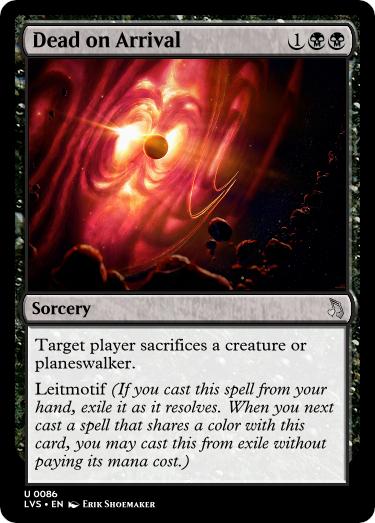 Dead on Arrival 1
Sorcery
Target player sacrifices a creature or
planeswalker.
Leitmotif (If you cast this spell from your
hand, exile it as it resolves. When you next
cast a spell that shares a color with this
card, you may cast this from exile without
paying its mana cost.)
U 0086
LVS • EN Erik Shoemaker